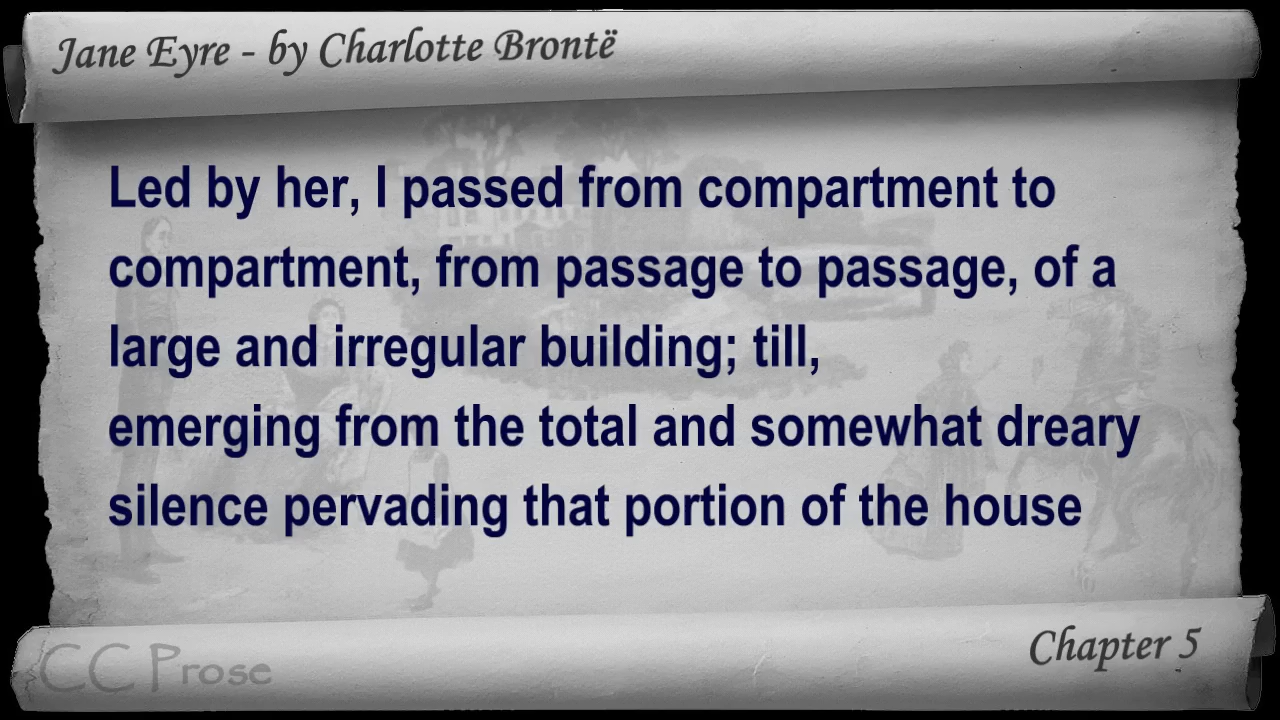 Jane Eyre - by Charlotte Brontë
Led by her, I passed from compartment to
compartment, from passage to passage, of a
large and irregular building; till,
emerging from the total and somewhat dreary
silence pervading that portion of the house
CC Prose
Chapter 5